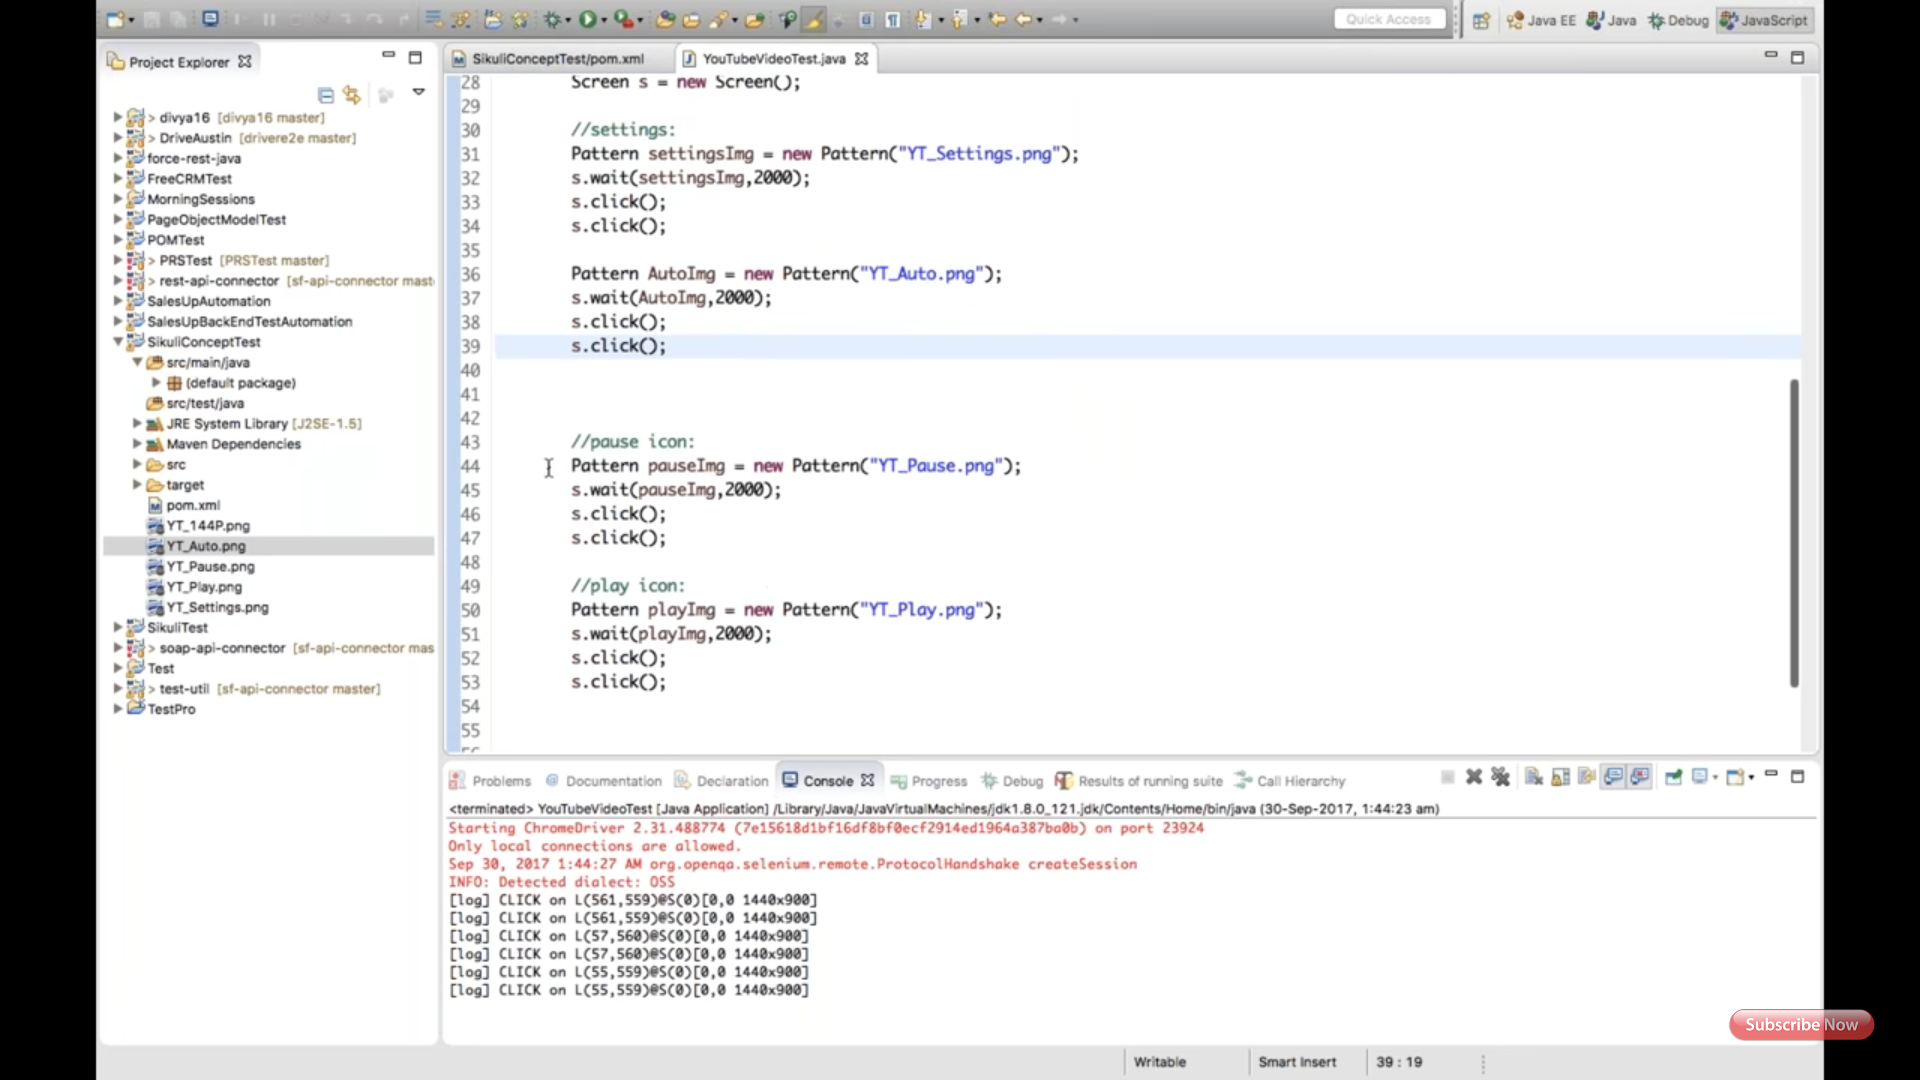 Quick Access
Java EE
Java
Debug
JavaScript
Project Explorer
SikuliConceptTest/pom.xml
YouTubeVideoTest.java
> divya16 [divya16 master]
> DriveAustin [drivere2e master]
force-rest-java
FreeCRMTest
MorningSessions
PageObjectModelTest
POMTest
> PRSTest [PRSTest master]
> rest-api-connector [sf-api-connector mast
SalesUpAutomation
SalesUpBackEndTestAutomation
SikuliConceptTest
src/main/java
(default package)
src/test/java
JRE System Library [J2SE-1.5]
Maven Dependencies
src
target
pom.xml
YT_144P.png
YT_Auto.png
YT_Pause.png
YT_Play.png
YT_Settings.png
SikuliTest
> soap-api-connector [sf-api-connector mas
Test
> test-util [sf-api-connector master]
TestPro
28 Screen s = new Screen();
29
30 //settings:
31 Pattern settingsImg = new Pattern("YT_Settings.png");
32 s.wait(settingsImg,2000);
33 s.click();
34 s.click();
35
36 Pattern AutoImg = new Pattern("YT_Auto.png");
37 s.wait(AutoImg,2000);
38 s.click();
39 s.click();
40
41
42
43 //pause icon:
44 Pattern pauseImg = new Pattern("YT_Pause.png");
45 s.wait(pauseImg,2000);
46 s.click();
47 s.click();
48
49 //play icon:
50 Pattern playImg = new Pattern("YT_Play.png");
51 s.wait(playImg,2000);
52 s.click();
53 s.click();
54
55
Problems
Documentation
Declaration
Console
Progress
Debug
Results of running suite
Call Hierarchy
<terminated> YouTubeVideoTest [Java Application] /Library/Java/JavaVirtualMachines/jdk1.8.0_121.jdk/Contents/Home/bin/java (30-Sep-2017, 1:44:23 am)
Starting ChromeDriver 2.31.488774 (7e15618d1bf16df8bf0ecf2914ed1964a387ba0b) on port 23924
Only local connections are allowed.
Sep 30, 2017 1:44:27 AM org.openqa.selenium.remote.ProtocolHandshake createSession
INFO: Detected dialect: OSS
[log] CLICK on L(561,559)@S(0)[0,0 1440x900]
[log] CLICK on L(561,559)@S(0)[0,0 1440x900]
[log] CLICK on L(57,560)@S(0)[0,0 1440x900]
[log] CLICK on L(57,560)@S(0)[0,0 1440x900]
[log] CLICK on L(55,559)@S(0)[0,0 1440x900]
[log] CLICK on L(55,559)@S(0)[0,0 1440x900]
Subscribe Now
Writable
Smart Insert
39 : 19